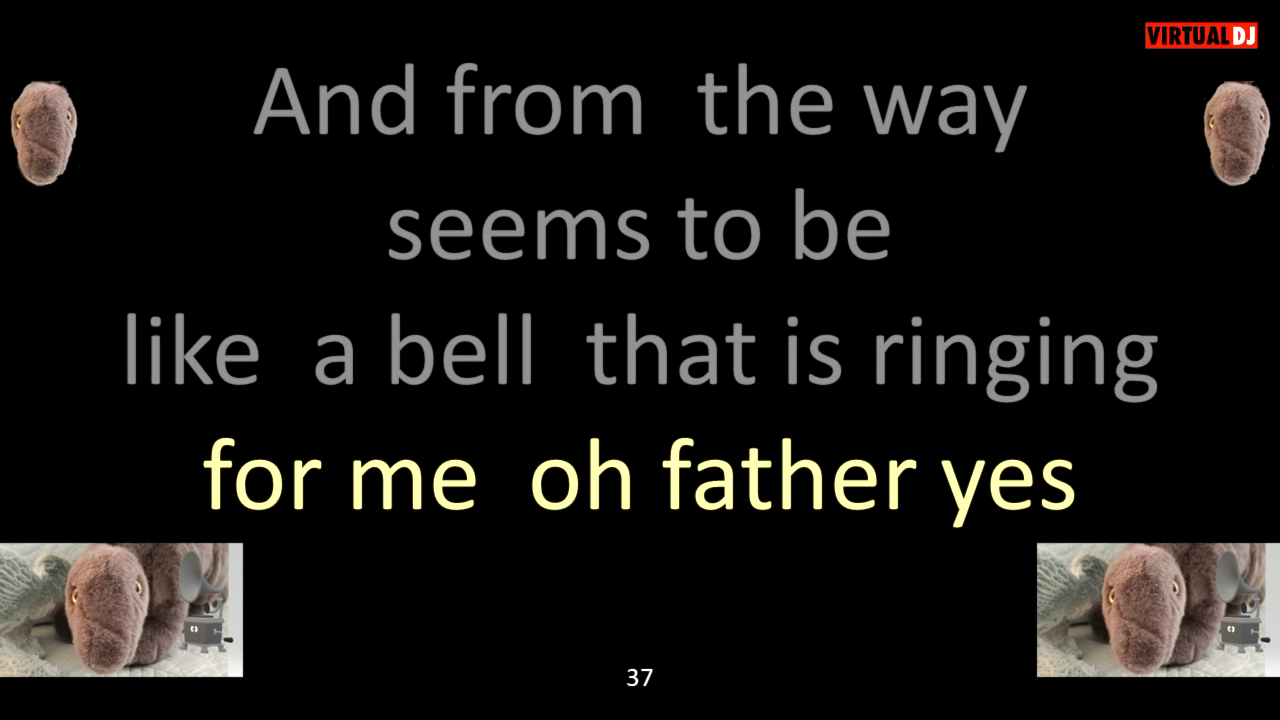 VIRTUAL DJ
And from the way
seems to be
like a bell that is ringing
for me oh father yes
37